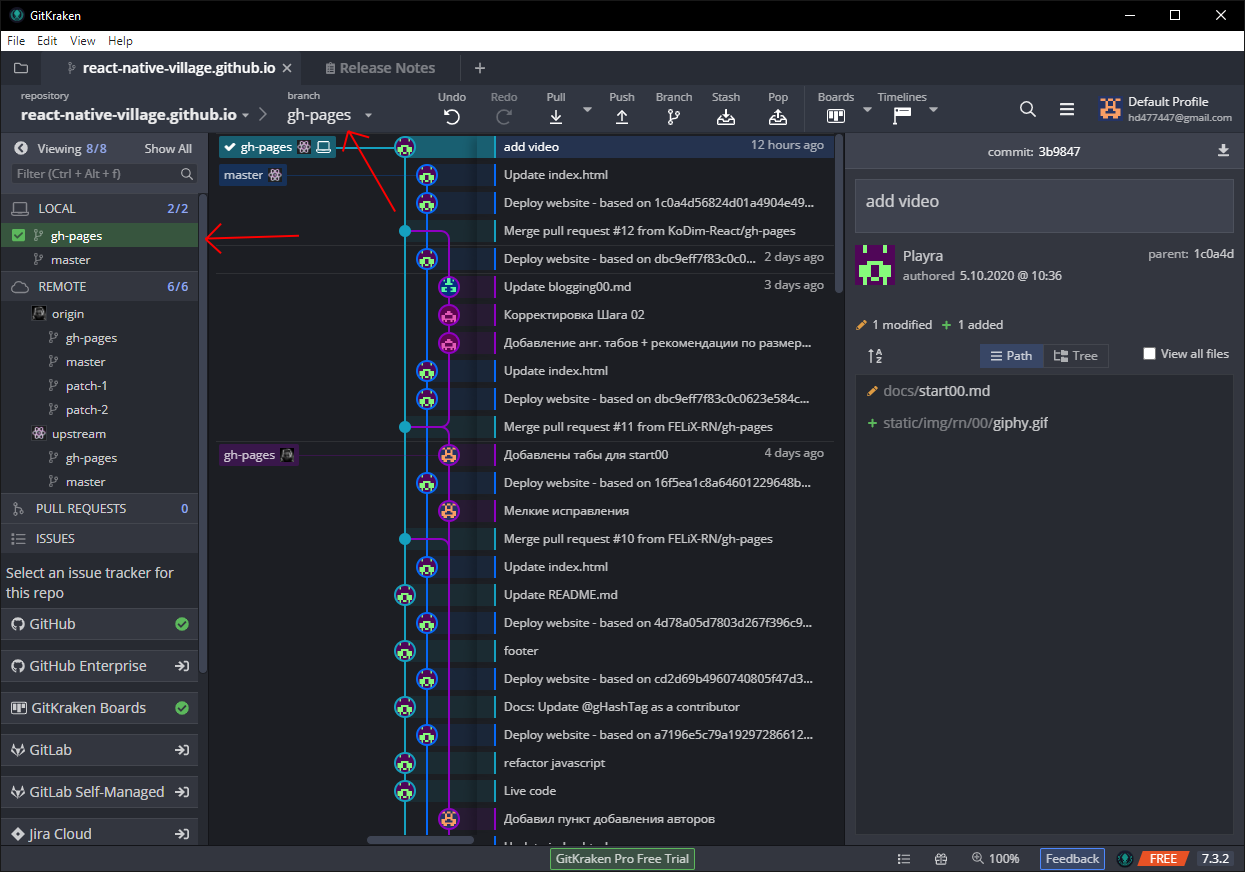 GitKraken
File Edit View Help
react-native-village.github.io
Release Notes
repository
react-native-village.github.io
branch
gh-pages
Undo
Redo
Pull
Push
Branch
Stash
Pop
Boards
Timelines
Default Profile
hd477447@gmail.com
Viewing 8/8 Show All
Filter (Ctrl + Alt + f)
LOCAL 2/2
gh-pages
master
REMOTE 6/6
origin
gh-pages
master
patch-1
patch-2
upstream
gh-pages
master
PULL REQUESTS 0
ISSUES
Select an issue tracker for
this repo
GitHub
GitHub Enterprise
GitKraken Boards
GitLab
GitLab Self-Managed
Jira Cloud
gh-pages add video 12 hours ago
master Update index.html
Deploy website - based on 1c0a4d56824d01a4904e49...
Merge pull request #12 from KoDim-React/gh-pages
Deploy website - based on dbc9eff7f83c0c0... 2 days ago
Update blogging00.md 3 days ago
Корректировка Шага 02
Добавление анг. табов + рекомендации по размер...
Update index.html
Deploy website - based on dbc9eff7f83c0c0623e584c...
Merge pull request #11 from FELiX-RN/gh-pages
gh-pages Добавлены табы для start00 4 days ago
Deploy website - based on 16f5ea1c8a64601229648b...
Мелкие исправления
Merge pull request #10 from FELiX-RN/gh-pages
Update index.html
Update README.md
Deploy website - based on 4d78a05d7803d267f396c9...
footer
Deploy website - based on cd2d69b4960740805f47d3...
Docs: Update @gHashTag as a contributor
Deploy website - based on a7196e5c79a19297286612...
refactor javascript
Live code
Добавил пункт добавления авторов
commit: 3b9847
add video
Playra
authored 5.10.2020 @ 10:36
parent: 1c0a4d
1 modified + 1 added
Path
Tree
View all files
docs/start00.md
+ static/img/rn/00/giphy.gif
GitKraken Pro Free Trial
100%
Feedback
FREE
7.3.2